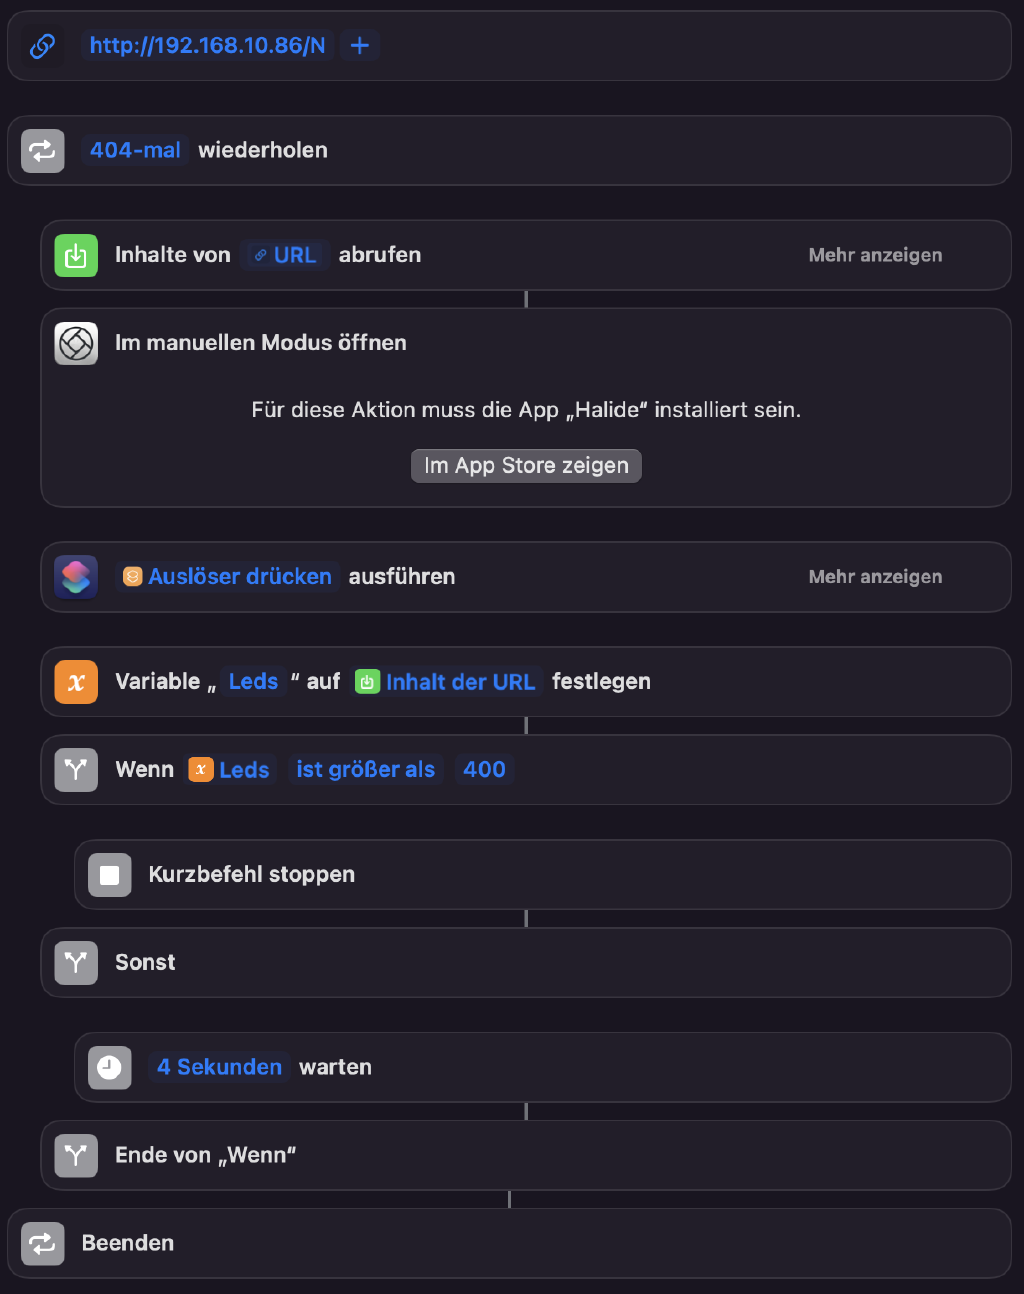 http://192.168.10.86/N +
404-mal wiederholen
Inhalte von URL abrufen Mehr anzeigen
Im manuellen Modus öffnen
Für diese Aktion muss die App „Halide“ installiert sein.
Im App Store zeigen
Auslöser drücken ausführen Mehr anzeigen
Variable „ Leds “ auf Inhalt der URL festlegen
Wenn Leds ist größer als 400
Kurzbefehl stoppen
Sonst
4 Sekunden warten
Ende von „Wenn“
Beenden